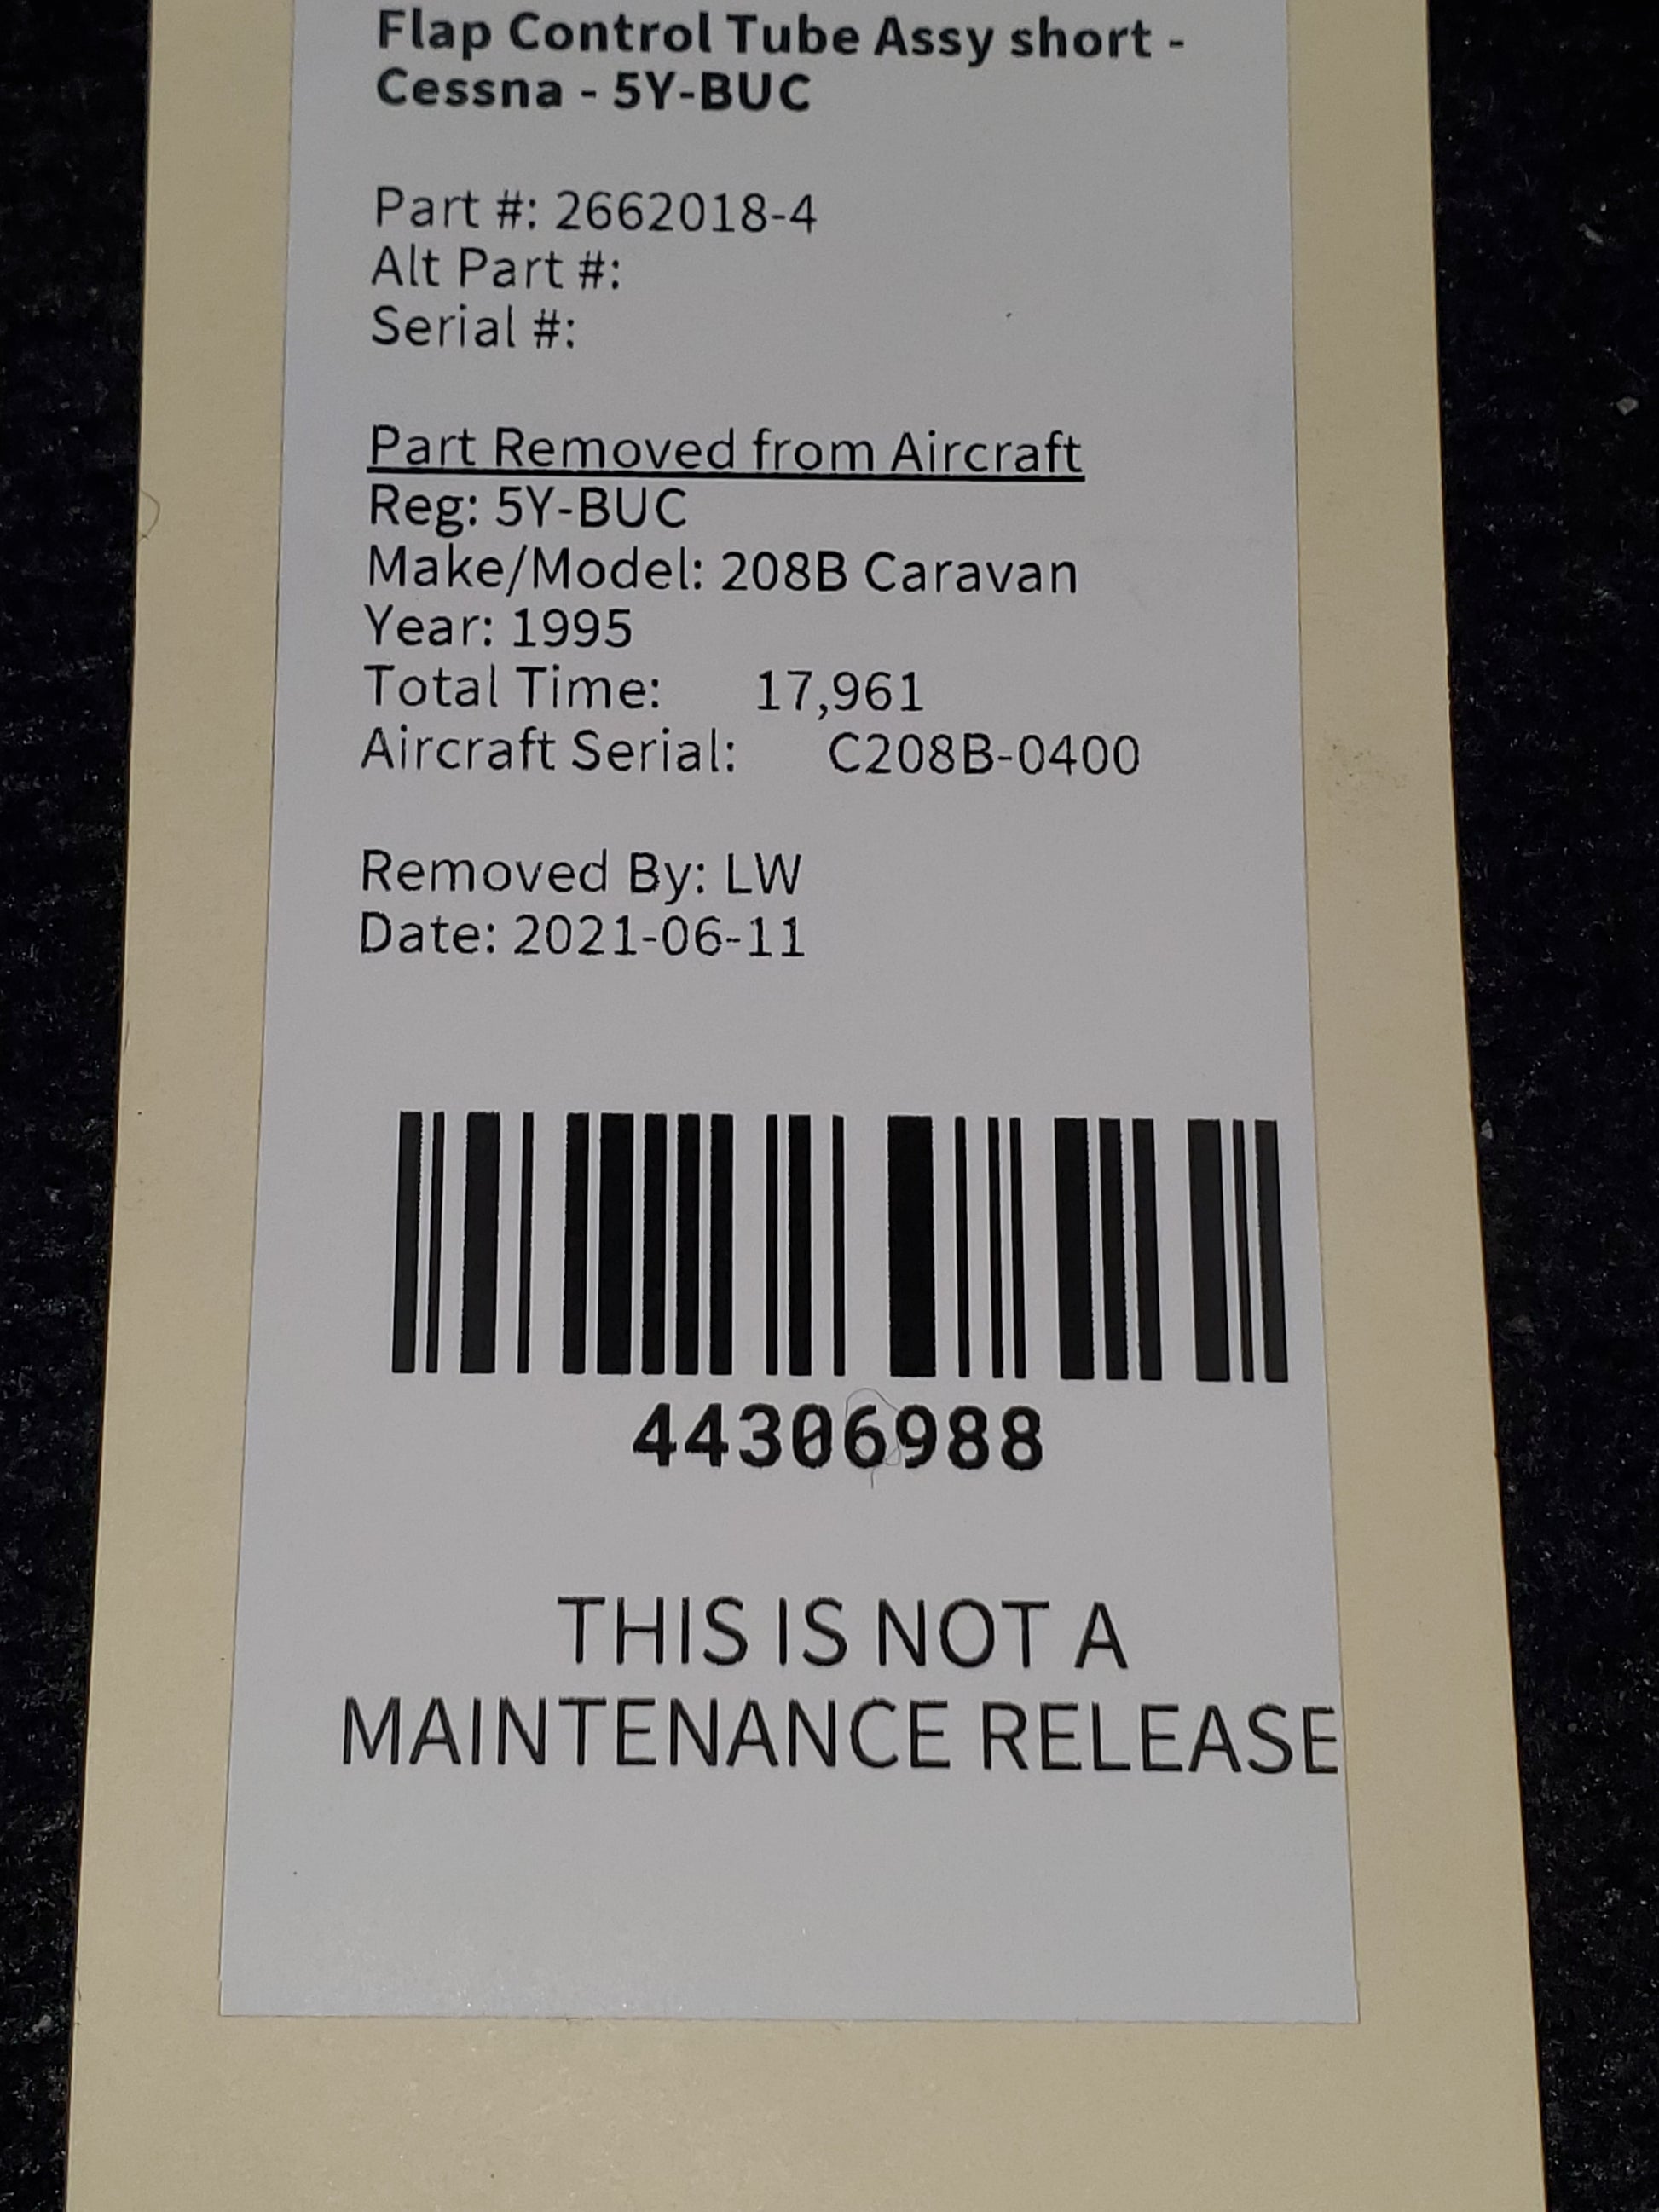 Flap Control Tube Assy short -
Cessna - 5Y-BUC
Part #: 2662018-4
Alt Part #:
Serial #:
Part Removed from Aircraft
Reg: 5Y-BUC
Make/Model: 208B Caravan
Year: 1995
Total Time: 17,961
Aircraft Serial: C208B-0400
Removed By: LW
Date: 2021-06-11
44306988
THIS IS NOT A
MAINTENANCE RELEASE